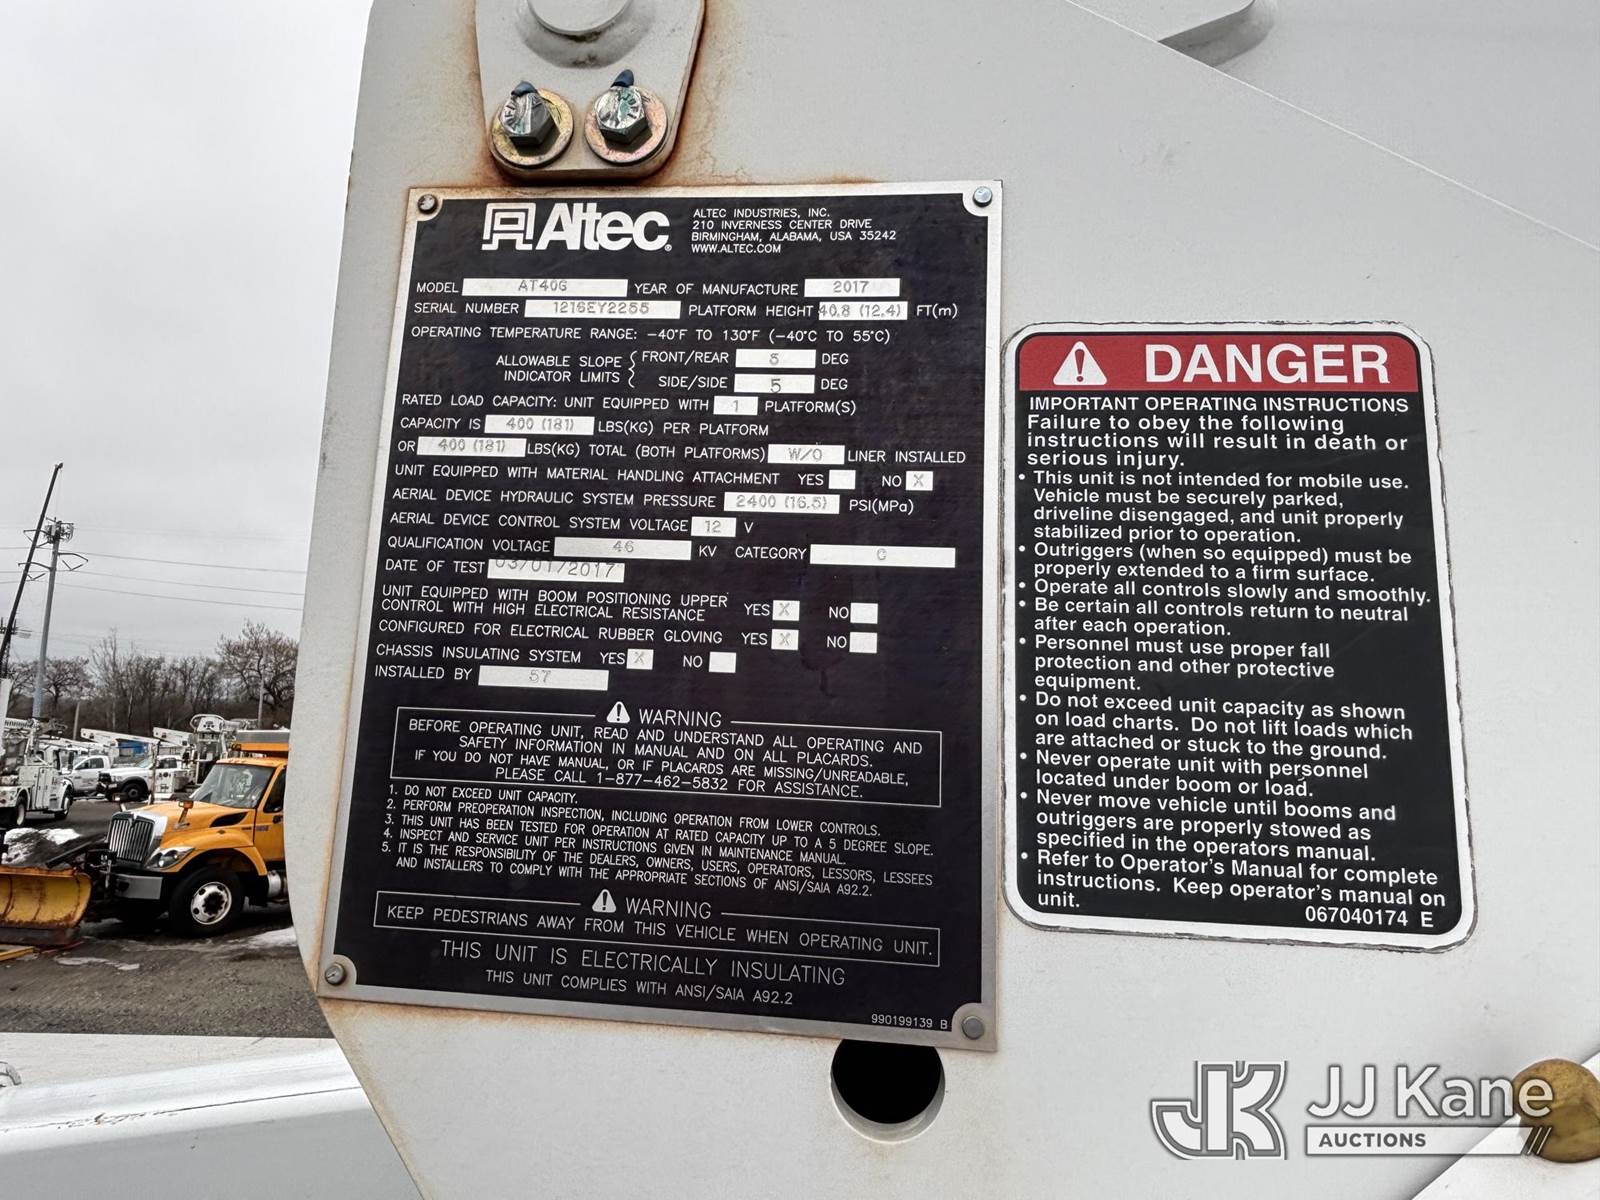 Altec
ALTEC INDUSTRIES, INC.
210 INVERNESS CENTER DRIVE
BIRMINGHAM, ALABAMA, USA 35242
WWW.ALTEC.COM
MODEL AT40G YEAR OF MANUFACTURE 2017
SERIAL NUMBER 1216EY2255 PLATFORM HEIGHT 40.8 (12.4) FT(m)
OPERATING TEMPERATURE RANGE: -40°F TO 130°F (-40°C TO 55°C)
ALLOWABLE SLOPE INDICATOR LIMITS { FRONT/REAR 5 DEG
SIDE/SIDE 5 DEG
RATED LOAD CAPACITY: UNIT EQUIPPED WITH 1 PLATFORM(S)
CAPACITY IS 400 (181) LBS(KG) PER PLATFORM
OR 400 (181) LBS(KG) TOTAL (BOTH PLATFORMS) W/O LINER INSTALLED
UNIT EQUIPPED WITH MATERIAL HANDLING ATTACHMENT YES NO X
AERIAL DEVICE HYDRAULIC SYSTEM PRESSURE 2400 (16.5) PSI(MPa)
AERIAL DEVICE CONTROL SYSTEM VOLTAGE 12 V
QUALIFICATION VOLTAGE 46 KV CATEGORY C
DATE OF TEST 03/01/2017
UNIT EQUIPPED WITH BOOM POSITIONING UPPER
CONTROL WITH HIGH ELECTRICAL RESISTANCE YES X NO
CONFIGURED FOR ELECTRICAL RUBBER GLOVING YES X NO
CHASSIS INSULATING SYSTEM YES X NO
INSTALLED BY 57
WARNING
BEFORE OPERATING UNIT, READ AND UNDERSTAND ALL OPERATING AND
SAFETY INFORMATION IN MANUAL AND ON ALL PLACARDS.
IF YOU DO NOT HAVE MANUAL, OR IF PLACARDS ARE MISSING/UNREADABLE,
PLEASE CALL 1-877-462-5832 FOR ASSISTANCE.
1. DO NOT EXCEED UNIT CAPACITY.
2. PERFORM PREOPERATION INSPECTION, INCLUDING OPERATION FROM LOWER CONTROLS.
3. THIS UNIT HAS BEEN TESTED FOR OPERATION AT RATED CAPACITY UP TO A 5 DEGREE SLOPE.
4. INSPECT AND SERVICE UNIT PER INSTRUCTIONS GIVEN IN MAINTENANCE MANUAL.
5. IT IS THE RESPONSIBILITY OF THE DEALERS, OWNERS, USERS, OPERATORS, LESSORS, LESSEES
AND INSTALLERS TO COMPLY WITH THE APPROPRIATE SECTIONS OF ANSI/SAIA A92.2.
WARNING
KEEP PEDESTRIANS AWAY FROM THIS VEHICLE WHEN OPERATING UNIT.
THIS UNIT IS ELECTRICALLY INSULATING
THIS UNIT COMPLIES WITH ANSI/SAIA A92.2
990199139 B
DANGER
IMPORTANT OPERATING INSTRUCTIONS
Failure to obey the following
instructions will result in death or
serious injury.
• This unit is not intended for mobile use.
Vehicle must be securely parked,
driveline disengaged, and unit properly
stabilized prior to operation.
• Outriggers (when so equipped) must be
properly extended to a firm surface.
• Operate all controls slowly and smoothly.
• Be certain all controls return to neutral
after each operation.
• Personnel must use proper fall
protection and other protective
equipment.
• Do not exceed unit capacity as shown
on load charts. Do not lift loads which
are attached or stuck to the ground.
• Never operate unit with personnel
located under boom or load.
• Never move vehicle until booms and
outriggers are properly stowed as
specified in the operators manual.
• Refer to Operator's Manual for complete
instructions. Keep operator's manual on
unit.
067040174 E
JJ Kane
AUCTIONS